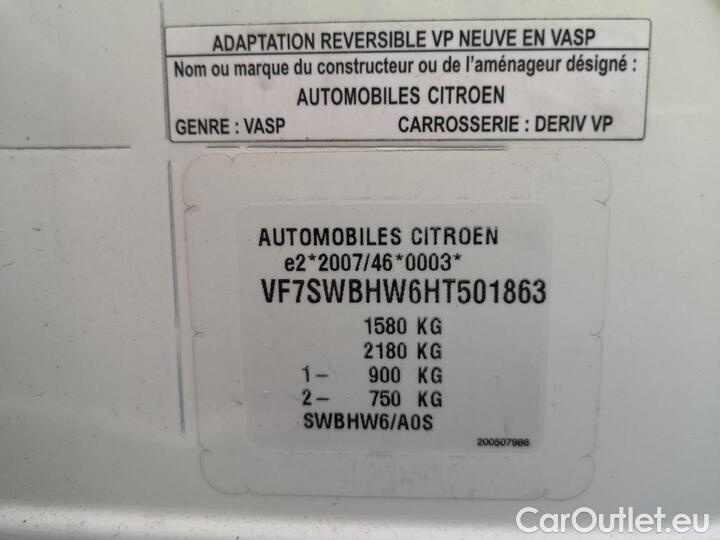 ADAPTATION REVERSIBLE VP NEUVE EN VASP
Nom ou marque du constructeur ou de l'aménageur désigné :
AUTOMOBILES CITROEN
GENRE : VASP CARROSSERIE : DERIV VP
AUTOMOBILES CITROEN
e2*2007/46*0003*
VF7SWBHW6HT501863
1580 KG
2180 KG
1- 900 KG
2- 750 KG
SWBHW6/A0S
200507986
CarOutlet.eu